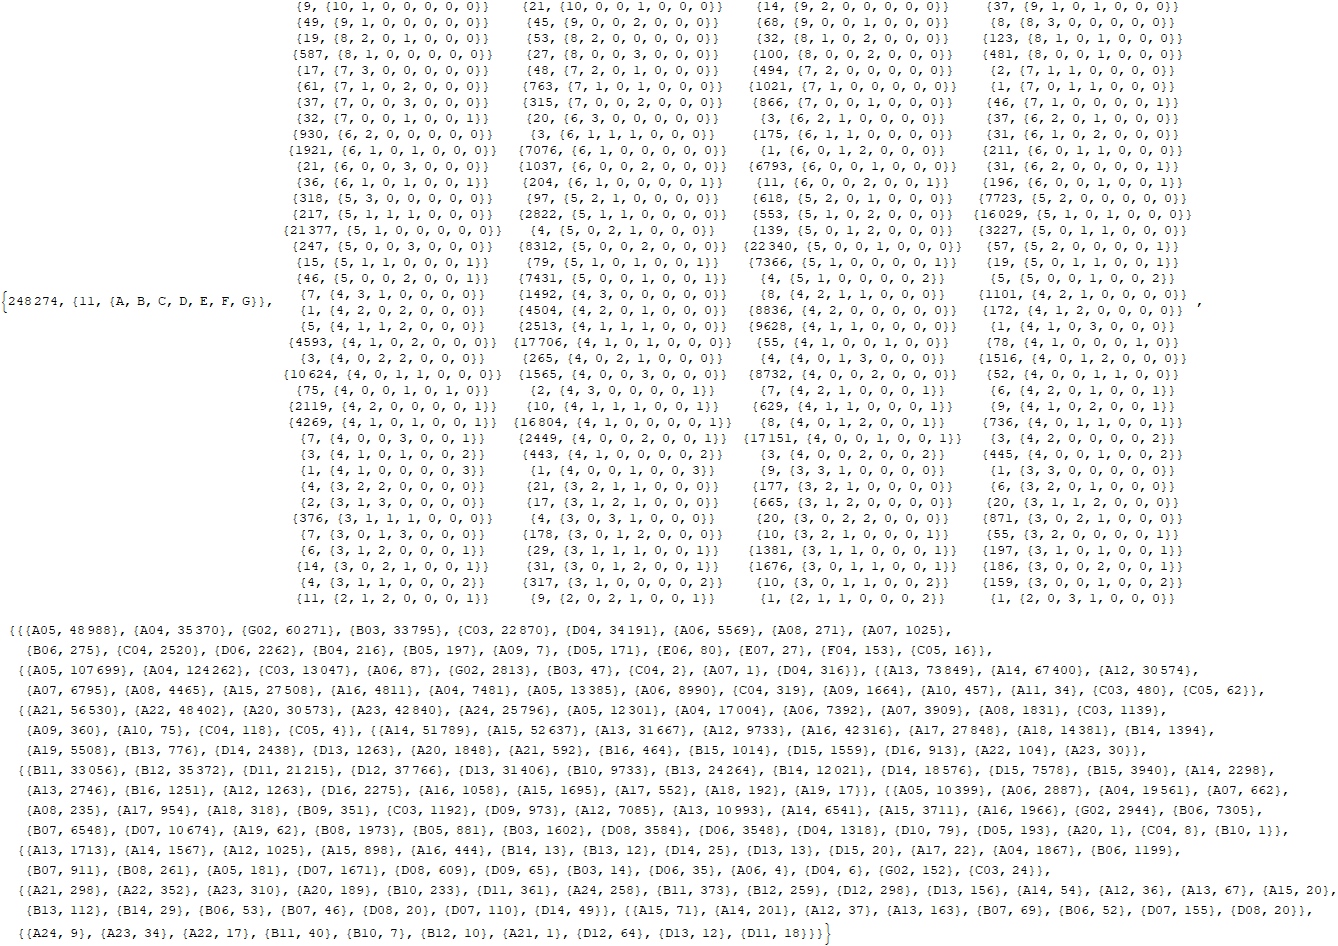 {9, {10, 1, 0, 0, 0, 0, 0}} {21, {10, 0, 0, 1, 0, 0, 0}} {14, {9, 2, 0, 0, 0, 0, 0}} {37, {9, 1, 0, 1, 0, 0, 0}}
{49, {9, 1, 0, 0, 0, 0, 0}} {45, {9, 0, 0, 2, 0, 0, 0}} {68, {9, 0, 0, 1, 0, 0, 0}} {8, {8, 3, 0, 0, 0, 0, 0}}
{19, {8, 2, 0, 1, 0, 0, 0}} {53, {8, 2, 0, 0, 0, 0, 0}} {32, {8, 1, 0, 2, 0, 0, 0}} {123, {8, 1, 0, 1, 0, 0, 0}}
{587, {8, 1, 0, 0, 0, 0, 0}} {27, {8, 0, 0, 3, 0, 0, 0}} {100, {8, 0, 0, 2, 0, 0, 0}} {481, {8, 0, 0, 1, 0, 0, 0}}
{17, {7, 3, 0, 0, 0, 0, 0}} {48, {7, 2, 0, 1, 0, 0, 0}} {494, {7, 2, 0, 0, 0, 0, 0}} {2, {7, 1, 1, 0, 0, 0, 0}}
{61, {7, 1, 0, 2, 0, 0, 0}} {763, {7, 1, 0, 1, 0, 0, 0}} {1021, {7, 1, 0, 0, 0, 0, 0}} {1, {7, 0, 1, 1, 0, 0, 0}}
{37, {7, 0, 0, 3, 0, 0, 0}} {315, {7, 0, 0, 2, 0, 0, 0}} {866, {7, 0, 0, 1, 0, 0, 0}} {46, {7, 1, 0, 0, 0, 0, 1}}
{32, {7, 0, 0, 1, 0, 0, 1}} {20, {6, 3, 0, 0, 0, 0, 0}} {3, {6, 2, 1, 0, 0, 0, 0}} {37, {6, 2, 0, 1, 0, 0, 0}}
{930, {6, 2, 0, 0, 0, 0, 0}} {3, {6, 1, 1, 1, 0, 0, 0}} {175, {6, 1, 1, 0, 0, 0, 0}} {31, {6, 1, 0, 2, 0, 0, 0}}
{1921, {6, 1, 0, 1, 0, 0, 0}} {7076, {6, 1, 0, 0, 0, 0, 0}} {1, {6, 0, 1, 2, 0, 0, 0}} {211, {6, 0, 1, 1, 0, 0, 0}}
{21, {6, 0, 0, 3, 0, 0, 0}} {1037, {6, 0, 0, 2, 0, 0, 0}} {6793, {6, 0, 0, 1, 0, 0, 0}} {31, {6, 2, 0, 0, 0, 0, 1}}
{36, {6, 1, 0, 1, 0, 0, 1}} {204, {6, 1, 0, 0, 0, 0, 1}} {11, {6, 0, 0, 2, 0, 0, 1}} {196, {6, 0, 0, 1, 0, 0, 1}}
{318, {5, 3, 0, 0, 0, 0, 0}} {97, {5, 2, 1, 0, 0, 0, 0}} {618, {5, 2, 0, 1, 0, 0, 0}} {7723, {5, 2, 0, 0, 0, 0, 0}}
{217, {5, 1, 1, 1, 0, 0, 0}} {2822, {5, 1, 1, 0, 0, 0, 0}} {553, {5, 1, 0, 2, 0, 0, 0}} {16029, {5, 1, 0, 1, 0, 0, 0}}
{21377, {5, 1, 0, 0, 0, 0, 0}} {4, {5, 0, 2, 1, 0, 0, 0}} {139, {5, 0, 1, 2, 0, 0, 0}} {3227, {5, 0, 1, 1, 0, 0, 0}}
{247, {5, 0, 0, 3, 0, 0, 0}} {8312, {5, 0, 0, 2, 0, 0, 0}} {22340, {5, 0, 0, 1, 0, 0, 0}} {57, {5, 2, 0, 0, 0, 0, 1}}
{15, {5, 1, 1, 0, 0, 0, 1}} {79, {5, 1, 0, 1, 0, 0, 1}} {7366, {5, 1, 0, 0, 0, 0, 1}} {19, {5, 0, 1, 1, 0, 0, 1}}
{46, {5, 0, 0, 2, 0, 0, 1}} {7431, {5, 0, 0, 1, 0, 0, 1}} {4, {5, 1, 0, 0, 0, 0, 2}} {5, {5, 0, 0, 1, 0, 0, 2}}
{248274, {11, {A, B, C, D, E, F, G}}, {7, {4, 3, 1, 0, 0, 0, 0}} {1492, {4, 3, 0, 0, 0, 0, 0}} {8, {4, 2, 1, 1, 0, 0, 0}} {1101, {4, 2, 1, 0, 0, 0, 0}} ,
{1, {4, 2, 0, 2, 0, 0, 0}} {4504, {4, 2, 0, 1, 0, 0, 0}} {8836, {4, 2, 0, 0, 0, 0, 0}} {172, {4, 1, 2, 0, 0, 0, 0}}
{5, {4, 1, 1, 2, 0, 0, 0}} {2513, {4, 1, 1, 1, 0, 0, 0}} {9628, {4, 1, 1, 0, 0, 0, 0}} {1, {4, 1, 0, 3, 0, 0, 0}}
{4593, {4, 1, 0, 2, 0, 0, 0}} {17706, {4, 1, 0, 1, 0, 0, 0}} {55, {4, 1, 0, 0, 1, 0, 0}} {78, {4, 1, 0, 0, 0, 1, 0}}
{3, {4, 0, 2, 2, 0, 0, 0}} {265, {4, 0, 2, 1, 0, 0, 0}} {4, {4, 0, 1, 3, 0, 0, 0}} {1516, {4, 0, 1, 2, 0, 0, 0}}
{10624, {4, 0, 1, 1, 0, 0, 0}} {1565, {4, 0, 0, 3, 0, 0, 0}} {8732, {4, 0, 0, 2, 0, 0, 0}} {52, {4, 0, 0, 1, 1, 0, 0}}
{75, {4, 0, 0, 1, 0, 1, 0}} {2, {4, 3, 0, 0, 0, 0, 1}} {7, {4, 2, 1, 0, 0, 0, 1}} {6, {4, 2, 0, 1, 0, 0, 1}}
{2119, {4, 2, 0, 0, 0, 0, 1}} {10, {4, 1, 1, 1, 0, 0, 1}} {629, {4, 1, 1, 0, 0, 0, 1}} {9, {4, 1, 0, 2, 0, 0, 1}}
{4269, {4, 1, 0, 1, 0, 0, 1}} {16804, {4, 1, 0, 0, 0, 0, 1}} {8, {4, 0, 1, 2, 0, 0, 1}} {736, {4, 0, 1, 1, 0, 0, 1}}
{7, {4, 0, 0, 3, 0, 0, 1}} {2449, {4, 0, 0, 2, 0, 0, 1}} {17151, {4, 0, 0, 1, 0, 0, 1}} {3, {4, 2, 0, 0, 0, 0, 2}}
{3, {4, 1, 0, 1, 0, 0, 2}} {443, {4, 1, 0, 0, 0, 0, 2}} {3, {4, 0, 0, 2, 0, 0, 2}} {445, {4, 0, 0, 1, 0, 0, 2}}
{1, {4, 1, 0, 0, 0, 0, 3}} {1, {4, 0, 0, 1, 0, 0, 3}} {9, {3, 3, 1, 0, 0, 0, 0}} {1, {3, 3, 0, 0, 0, 0, 0}}
{4, {3, 2, 2, 0, 0, 0, 0}} {21, {3, 2, 1, 1, 0, 0, 0}} {177, {3, 2, 1, 0, 0, 0, 0}} {6, {3, 2, 0, 1, 0, 0, 0}}
{2, {3, 1, 3, 0, 0, 0, 0}} {17, {3, 1, 2, 1, 0, 0, 0}} {665, {3, 1, 2, 0, 0, 0, 0}} {20, {3, 1, 1, 2, 0, 0, 0}}
{376, {3, 1, 1, 1, 0, 0, 0}} {4, {3, 0, 3, 1, 0, 0, 0}} {20, {3, 0, 2, 2, 0, 0, 0}} {871, {3, 0, 2, 1, 0, 0, 0}}
{7, {3, 0, 1, 3, 0, 0, 0}} {178, {3, 0, 1, 2, 0, 0, 0}} {10, {3, 2, 1, 0, 0, 0, 1}} {55, {3, 2, 0, 0, 0, 0, 1}}
{6, {3, 1, 2, 0, 0, 0, 1}} {29, {3, 1, 1, 1, 0, 0, 1}} {1381, {3, 1, 1, 0, 0, 0, 1}} {197, {3, 1, 0, 1, 0, 0, 1}}
{14, {3, 0, 2, 1, 0, 0, 1}} {31, {3, 0, 1, 2, 0, 0, 1}} {1676, {3, 0, 1, 1, 0, 0, 1}} {186, {3, 0, 0, 2, 0, 0, 1}}
{4, {3, 1, 1, 0, 0, 0, 2}} {317, {3, 1, 0, 0, 0, 0, 2}} {10, {3, 0, 1, 1, 0, 0, 2}} {159, {3, 0, 0, 1, 0, 0, 2}}
{11, {2, 1, 2, 0, 0, 0, 1}} {9, {2, 0, 2, 1, 0, 0, 1}} {1, {2, 1, 1, 0, 0, 0, 2}} {1, {2, 0, 3, 1, 0, 0, 0}}
{{{A05, 48988}, {A04, 35370}, {G02, 60271}, {B03, 33795}, {C03, 22870}, {D04, 34191}, {A06, 5569}, {A08, 271}, {A07, 1025},
{B06, 275}, {C04, 2520}, {D06, 2262}, {B04, 216}, {B05, 197}, {A09, 7}, {D05, 171}, {E06, 80}, {E07, 27}, {F04, 153}, {C05, 16}},
{{A05, 107699}, {A04, 124262}, {C03, 13047}, {A06, 87}, {G02, 2813}, {B03, 47}, {C04, 2}, {A07, 1}, {D04, 316}}, {{A13, 73849}, {A14, 67400}, {A12, 30574},
{A07, 6795}, {A08, 4465}, {A15, 27508}, {A16, 4811}, {A04, 7481}, {A05, 13385}, {A06, 8990}, {C04, 319}, {A09, 1664}, {A10, 457}, {A11, 34}, {C03, 480}, {C05, 62}},
{{A21, 56530}, {A22, 48402}, {A20, 30573}, {A23, 42840}, {A24, 25796}, {A05, 12301}, {A04, 17004}, {A06, 7392}, {A07, 3909}, {A08, 1831}, {C03, 1139},
{A09, 360}, {A10, 75}, {C04, 118}, {C05, 4}}, {{A14, 51789}, {A15, 52637}, {A13, 31667}, {A12, 9733}, {A16, 42316}, {A17, 27848}, {A18, 14381}, {B14, 1394},
{A19, 5508}, {B13, 776}, {D14, 2438}, {D13, 1263}, {A20, 1848}, {A21, 592}, {B16, 464}, {B15, 1014}, {D15, 1559}, {D16, 913}, {A22, 104}, {A23, 30}},
{{B11, 33056}, {B12, 35372}, {D11, 21215}, {D12, 37766}, {D13, 31406}, {B10, 9733}, {B13, 24264}, {B14, 12021}, {D14, 18576}, {D15, 7578}, {B15, 3940}, {A14, 2298},
{A13, 2746}, {B16, 1251}, {A12, 1263}, {D16, 2275}, {A16, 1058}, {A15, 1695}, {A17, 552}, {A18, 192}, {A19, 17}}, {{A05, 10399}, {A06, 2887}, {A04, 19561}, {A07, 662},
{A08, 235}, {A17, 954}, {A18, 318}, {B09, 351}, {C03, 1192}, {D09, 973}, {A12, 7085}, {A13, 10993}, {A14, 6541}, {A15, 3711}, {A16, 1966}, {G02, 2944}, {B06, 7305},
{B07, 6548}, {D07, 10674}, {A19, 62}, {B08, 1973}, {B05, 881}, {B03, 1602}, {D08, 3584}, {D06, 3548}, {D04, 1318}, {D10, 79}, {D05, 193}, {A20, 1}, {C04, 8}, {B10, 1}},
{{A13, 1713}, {A14, 1567}, {A12, 1025}, {A15, 898}, {A16, 444}, {B14, 13}, {B13, 12}, {D14, 25}, {D13, 13}, {D15, 20}, {A17, 22}, {A04, 1867}, {B06, 1199},
{B07, 911}, {B08, 261}, {A05, 181}, {D07, 1671}, {D08, 609}, {D09, 65}, {B03, 14}, {D06, 35}, {A06, 4}, {D04, 6}, {G02, 152}, {C03, 24}},
{{A21, 298}, {A22, 352}, {A23, 310}, {A20, 189}, {B10, 233}, {D11, 361}, {A24, 258}, {B11, 373}, {B12, 259}, {D12, 298}, {D13, 156}, {A14, 54}, {A12, 36}, {A13, 67}, {A15, 20},
{B13, 112}, {B14, 29}, {B06, 53}, {B07, 46}, {D08, 20}, {D07, 110}, {D14, 49}}, {{A15, 71}, {A14, 201}, {A12, 37}, {A13, 163}, {B07, 69}, {B06, 52}, {D07, 155}, {D08, 20}},
{{A24, 9}, {A23, 34}, {A22, 17}, {B11, 40}, {B10, 7}, {B12, 10}, {A21, 1}, {D12, 64}, {D13, 12}, {D11, 18}}}}